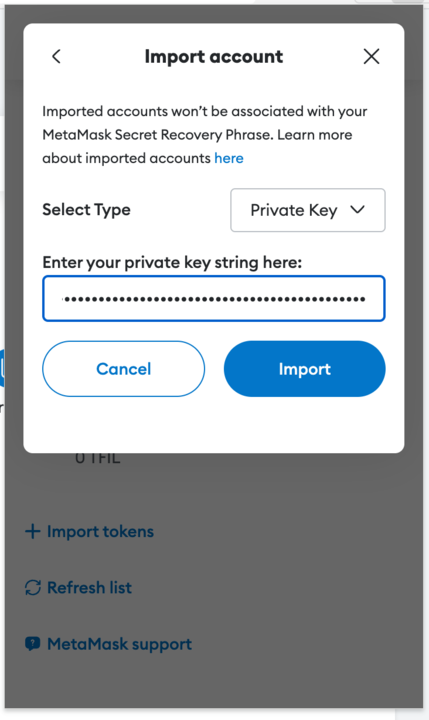 Import account
Imported accounts won’t be associated with your
MetaMask Secret Recovery Phrase. Learn more
about imported accounts here
Select Type
Private Key
Enter your private key string here:
Cancel
Import
0 TFIL
Import tokens
Refresh list
MetaMask support